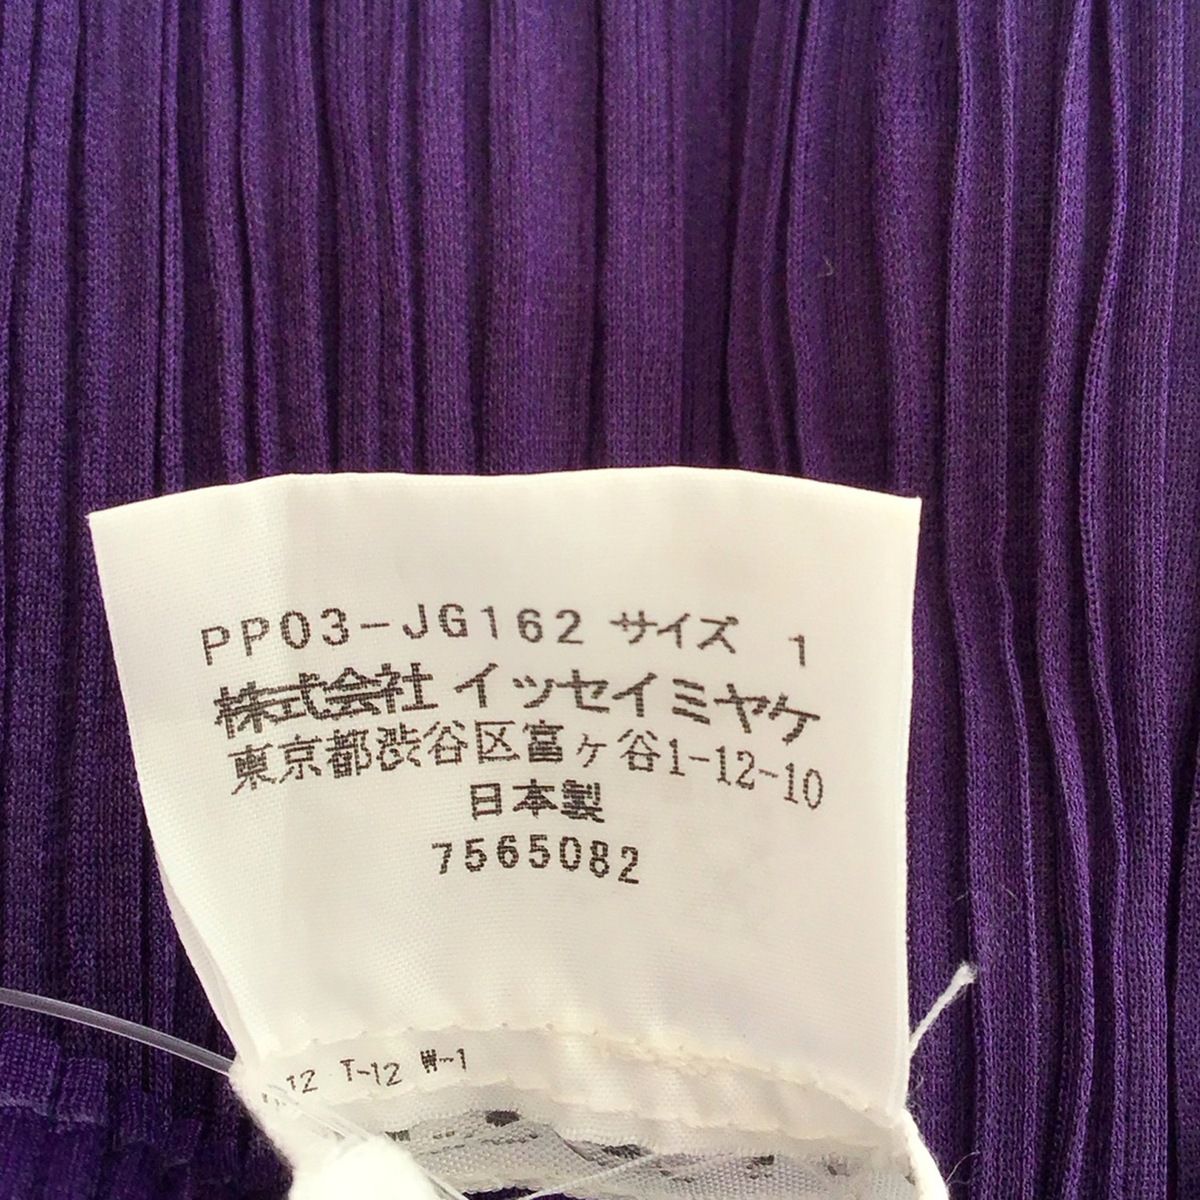 PP03-JG162 サイズ 1
株式会社 イッセイミヤケ
東京都渋谷区富ヶ谷1-12-10
日本製
7565082
12 T-12 W-1